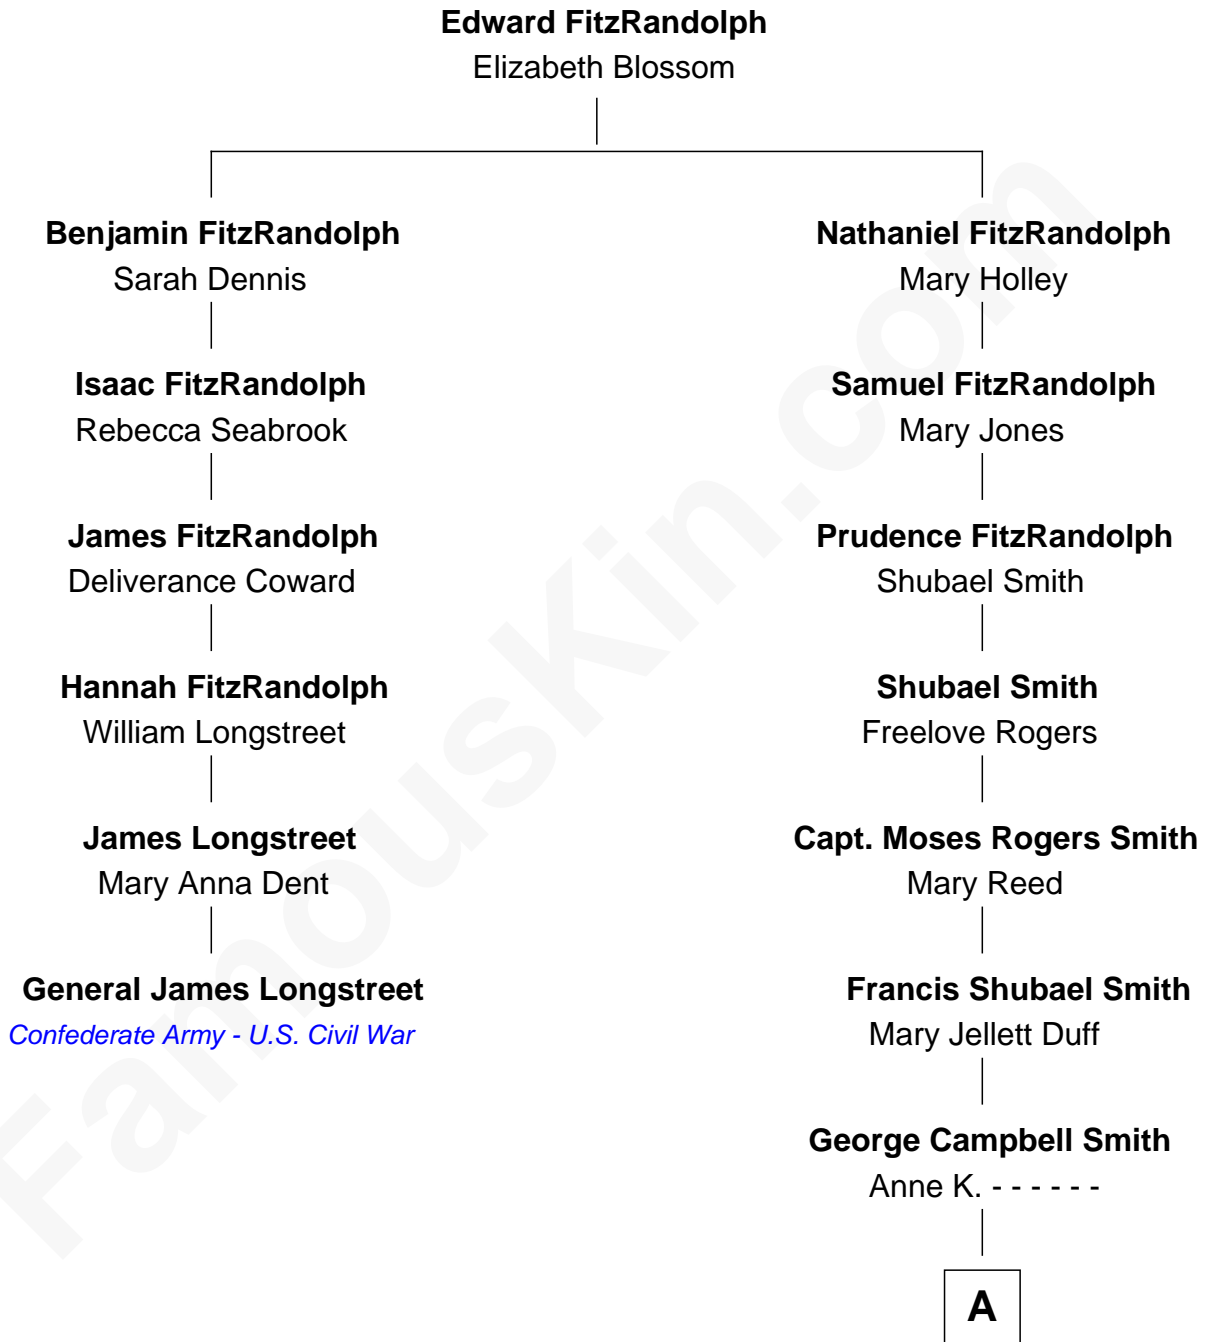 Edward FitzRandolph
Elizabeth Blossom
Benjamin FitzRandolph
Sarah Dennis
Nathaniel FitzRandolph
Mary Holley
Isaac FitzRandolph
Rebecca Seabrook
Samuel FitzRandolph
Mary Jones
James FitzRandolph
Deliverance Coward
Prudence FitzRandolph
Shubael Smith
Hannah FitzRandolph
William Longstreet
Shubael Smith
Freelove Rogers
James Longstreet
Mary Anna Dent
Capt. Moses Rogers Smith
Mary Reed
General James Longstreet
Confederate Army - U.S. Civil War
Francis Shubael Smith
Mary Jellett Duff
George Campbell Smith
Anne K. - - - - - -
A
FamousKin.com